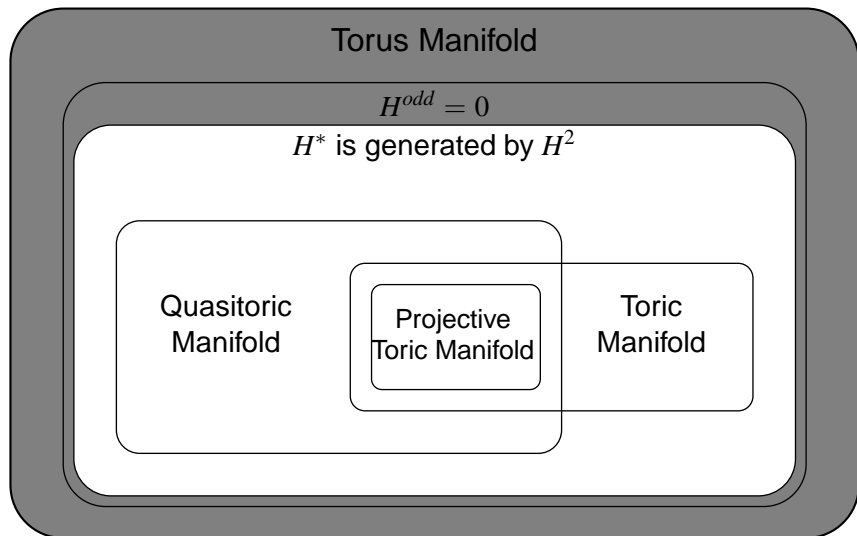 Torus Manifold
H^{odd} = 0
H^* is generated by H^2
Quasitoric
Manifold
Projective
Toric Manifold
Toric
Manifold